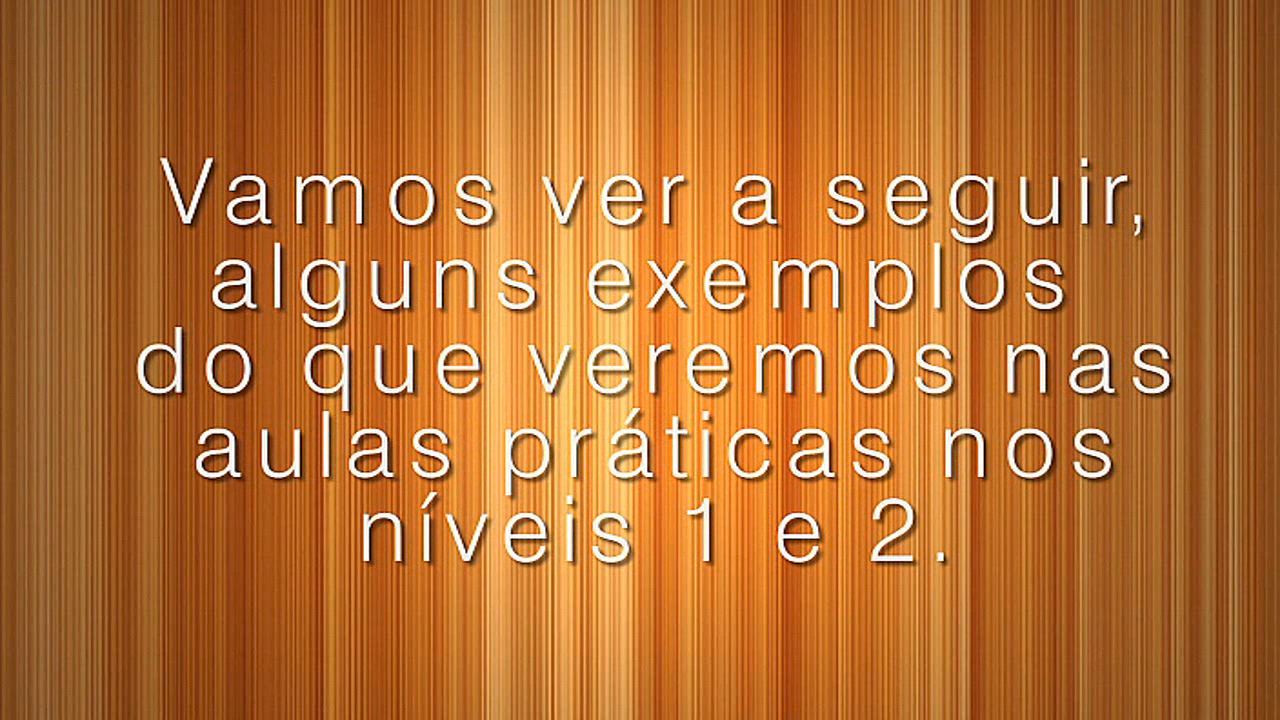 Vamos ver a seguir,
alguns exemplos
do que veremos nas
aulas práticas nos
níveis 1 e 2.